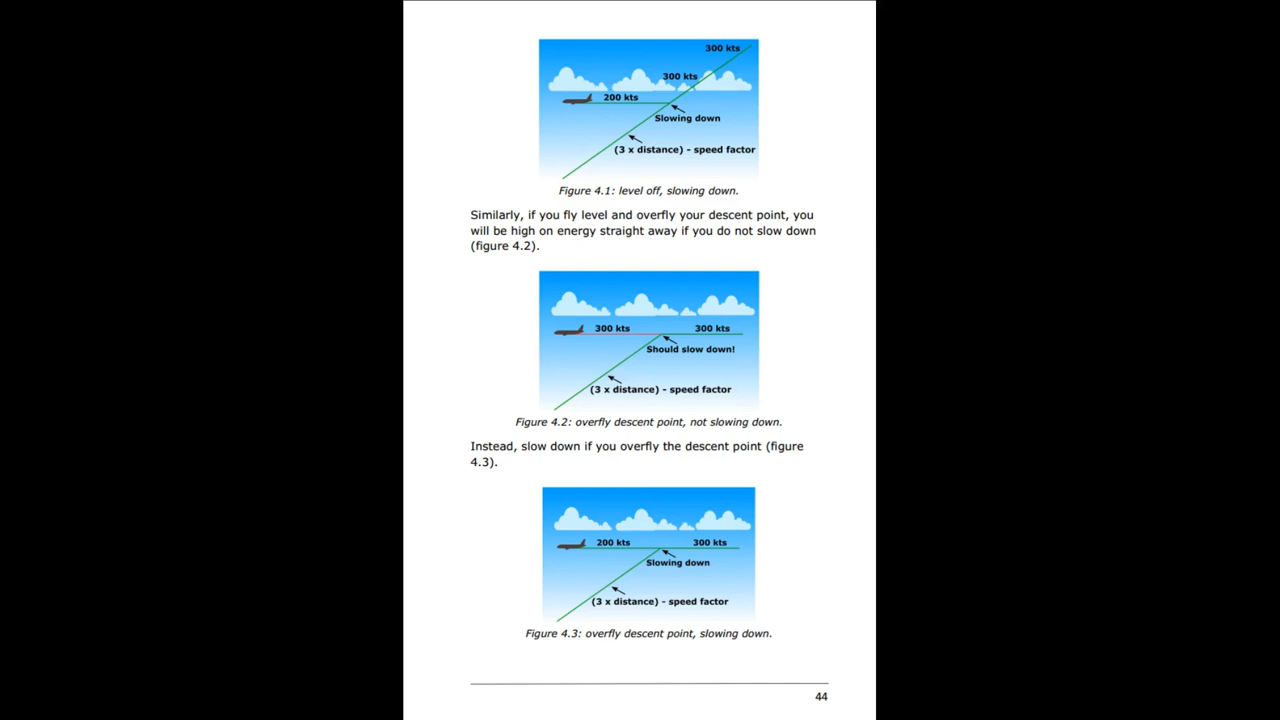 300 kts
300 kts
200 kts
Slowing down
(3 x distance) - speed factor
Figure 4.1: level off, slowing down.
Similarly, if you fly level and overfly your descent point, you
will be high on energy straight away if you do not slow down
(figure 4.2).
300 kts 300 kts
Should slow down!
(3 x distance) - speed factor
Figure 4.2: overfly descent point, not slowing down.
Instead, slow down if you overfly the descent point (figure
4.3).
200 kts 300 kts
Slowing down
(3 x distance) - speed factor
Figure 4.3: overfly descent point, slowing down.
44